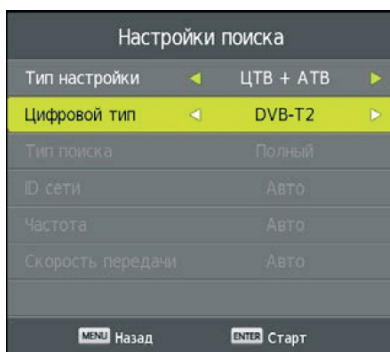 Настройки поиска
Тип настройки ЦТВ + АТВ
Цифровой тип DVB-T2
Тип поиска Полный
ID сети Авто
Частота Авто
Скорость передачи Авто
MENU Назад ENTER Старт